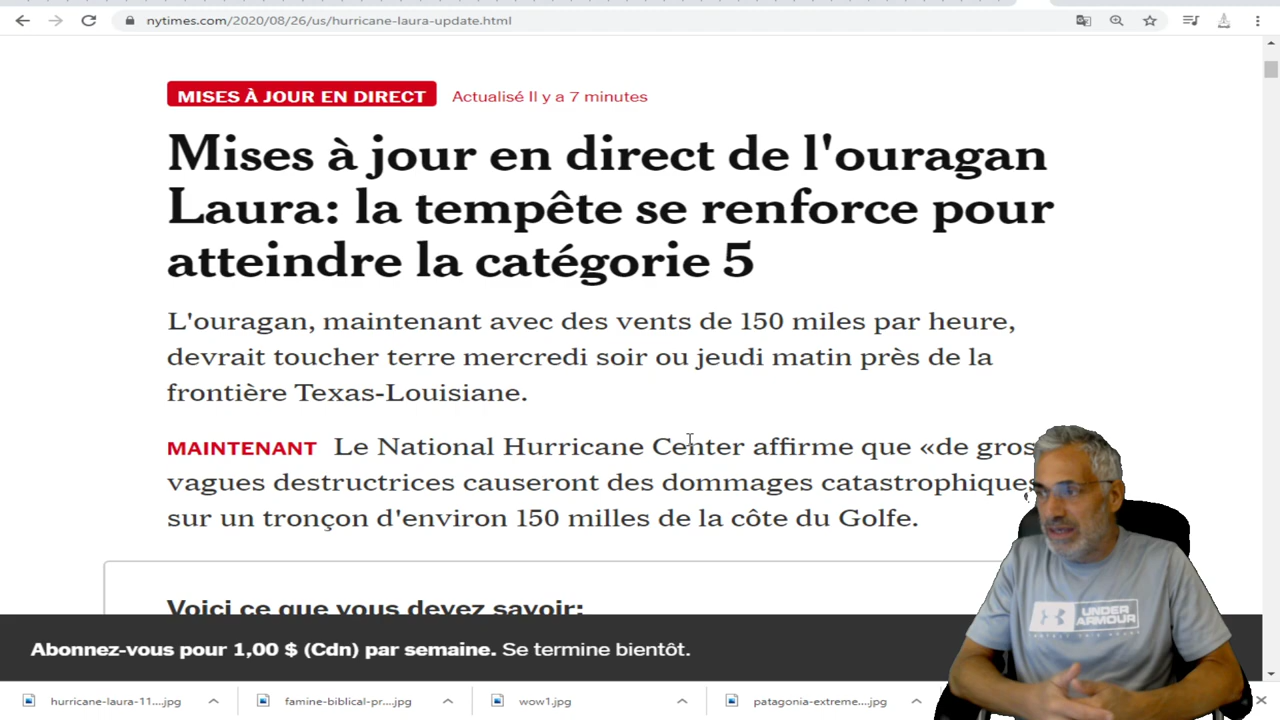 nytimes.com/2020/08/26/us/hurricane-laura-update.html
MISES À JOUR EN DIRECT Actualisé Il y a 7 minutes
Mises à jour en direct de l'ouragan
Laura: la tempête se renforce pour
atteindre la catégorie 5
L'ouragan, maintenant avec des vents de 150 miles par heure,
devrait toucher terre mercredi soir ou jeudi matin près de la
frontière Texas-Louisiane.
MAINTENANT Le National Hurricane Center affirme que «de gros
vagues destructrices causeront des dommages catastrophiques
sur un tronçon d'environ 150 milles de la côte du Golfe.
Voici ce que vous devez savoir:
UNDER
ARMOUR
Abonnez-vous pour 1,00 $ (Cdn) par semaine. Se termine bientôt.
hurricane-laura-11....jpg famine-biblical-pr....jpg wow1.jpg patagonia-extreme....jpg